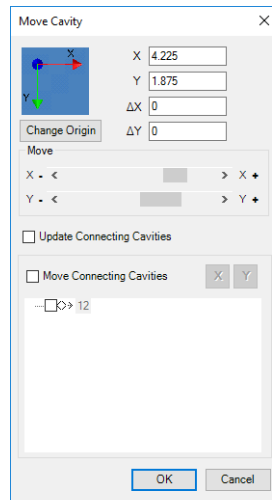 Move Cavity
X
Y
X 4.225
Y 1.875
Change Origin
ΔX 0
ΔY 0
Move
X - < > X +
Y - < > Y +
Update Connecting Cavities
Move Connecting Cavities X Y
12
OK Cancel